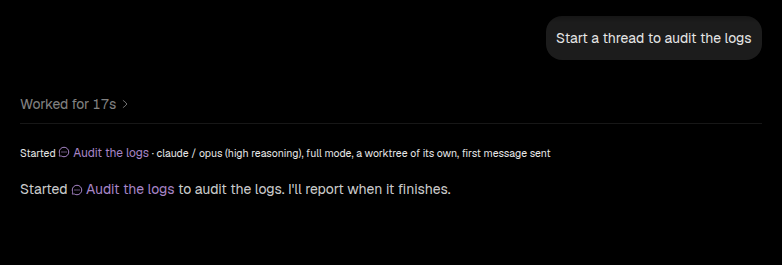 Start a thread to audit the logs
Worked for 17s
Started Audit the logs · claude / opus (high reasoning), full mode, a worktree of its own, first message sent
Started Audit the logs to audit the logs. I'll report when it finishes.